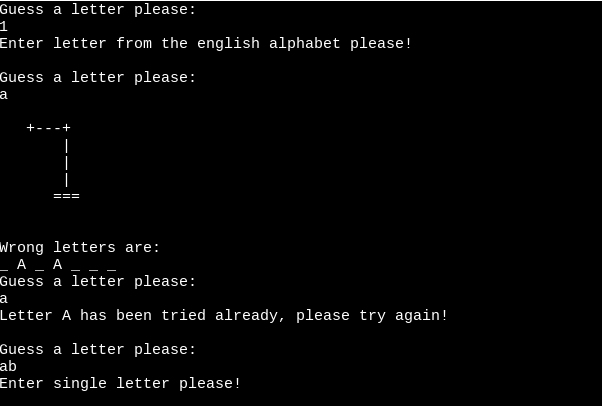 Guess a letter please:
1
Enter letter from the english alphabet please!
Guess a letter please:
a
   +---+
       |
       |
       |
      ===
Wrong letters are:
_ A _ A _ _ _
Guess a letter please:
a
Letter A has been tried already, please try again!
Guess a letter please:
ab
Enter single letter please!